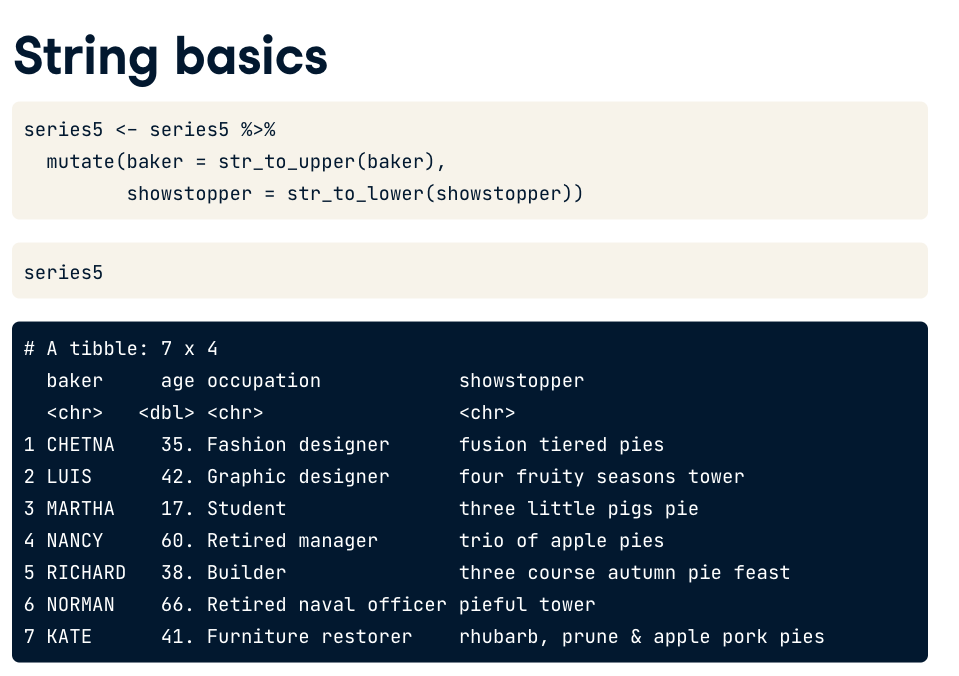 String basics
series5 <- series5 %>%
  mutate(baker = str_to_upper(baker),
         showstopper = str_to_lower(showstopper))
series5
# A tibble: 7 x 4
  baker     age occupation            showstopper
  <chr>   <dbl> <chr>                 <chr>
1 CHETNA    35. Fashion designer      fusion tiered pies
2 LUIS      42. Graphic designer      four fruity seasons tower
3 MARTHA    17. Student               three little pigs pie
4 NANCY     60. Retired manager       trio of apple pies
5 RICHARD   38. Builder               three course autumn pie feast
6 NORMAN    66. Retired naval officer pieful tower
7 KATE      41. Furniture restorer    rhubarb, prune & apple pork pies